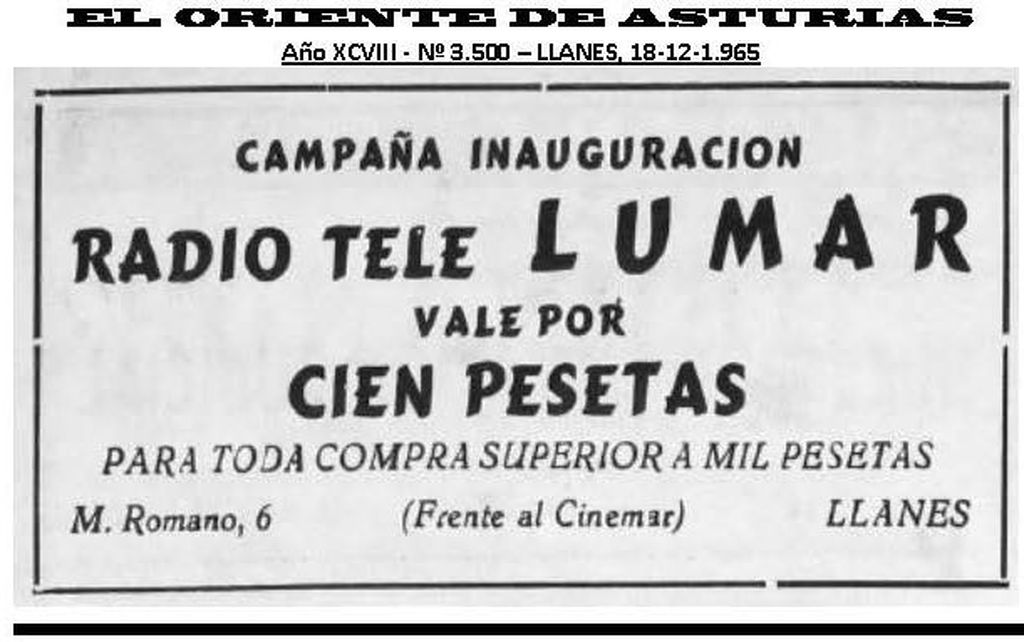 EL ORIENTE DE ASTURIAS
Año XCVIII - Nº 3.500 – LLANES, 18-12-1.965
CAMPAÑA INAUGURACION
RADIO TELE LUMAR
VALE POR
CIEN PESETAS
PARA TODA COMPRA SUPERIOR A MIL PESETAS
M. Romano, 6 (Frente al Cinemar) LLANES